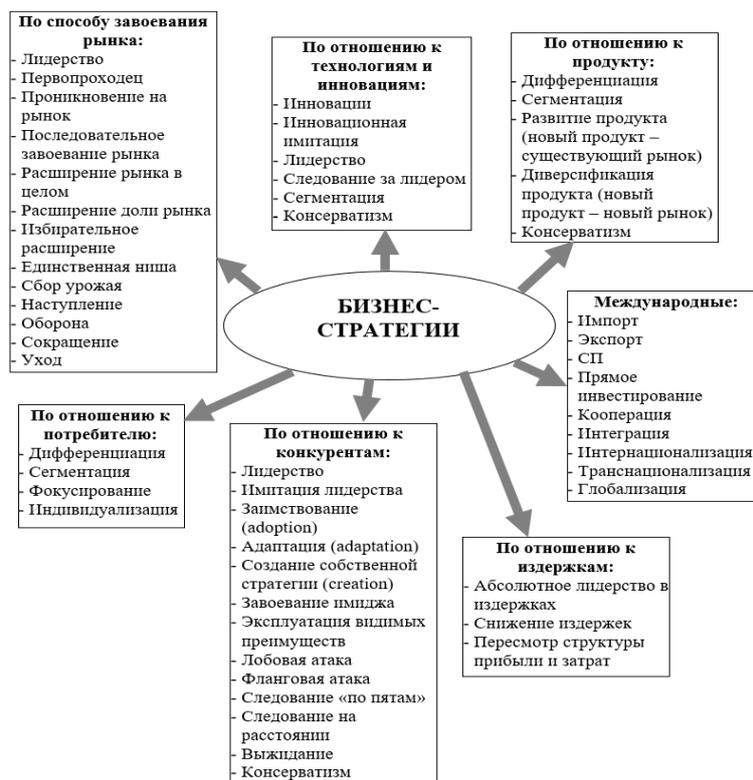 По способу завоевания
рынка:
- Лидерство
- Первопроходец
- Проникновение на
рынок
- Последовательное
завоевание рынка
- Расширение рынка в
целом
- Расширение доли рынка
- Избирательное
расширение
- Единственная ниша
- Сбор урожая
- Наступление
- Оборона
- Сокращение
- Уход
По отношению к
технологиям и
инновациям:
- Инновации
- Инновационная
имитация
- Лидерство
- Следование за лидером
- Сегментация
- Консерватизм
По отношению к
продукту:
- Дифференциация
- Сегментация
- Развитие продукта
(новый продукт –
существующий рынок)
- Диверсификация
продукта (новый
продукт – новый рынок)
- Консерватизм
БИЗНЕС-
СТРАТЕГИИ
Международные:
- Импорт
- Экспорт
- СП
- Прямое
инвестирование
- Кооперация
- Интеграция
- Интернационализация
- Транснационализация
- Глобализация
По отношению к
потребителю:
- Дифференциация
- Сегментация
- Фокусирование
- Индивидуализация
По отношению к
конкурентам:
- Лидерство
- Имитация лидерства
- Заимствование
(adoption)
- Адаптация (adaptation)
- Создание собственной
стратегии (creation)
- Завоевание имиджа
- Эксплуатация видимых
преимуществ
- Лобовая атака
- Фланговая атака
- Следование «по пятам»
- Следование на
расстоянии
- Выжидание
- Консерватизм
По отношению к
издержкам:
- Абсолютное лидерство в
издержках
- Снижение издержек
- Пересмотр структуры
прибыли и затрат